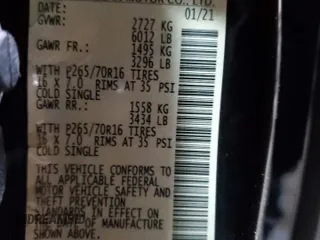 MOTOR CO., LTD.
01/21
GVWR: 2727 KG
6012 LB
GAWR FR.: 1495 KG
3296 LB
WITH P265/70R16 TIRES
16 X 7.0 RIMS AT 35 PSI
COLD SINGLE
GAWR RR.: 1558 KG
3434 LB
WITH P265/70R16 TIRES
16 X 7.0 RIMS AT 35 PSI
COLD SINGLE
THIS VEHICLE CONFORMS TO
ALL APPLICABLE FEDERAL
MOTOR VEHICLE SAFETY AND
THEFT PREVENTION
STANDARDS IN EFFECT ON
THE DATE OF MANUFACTURE
SHOWN ABOVE.